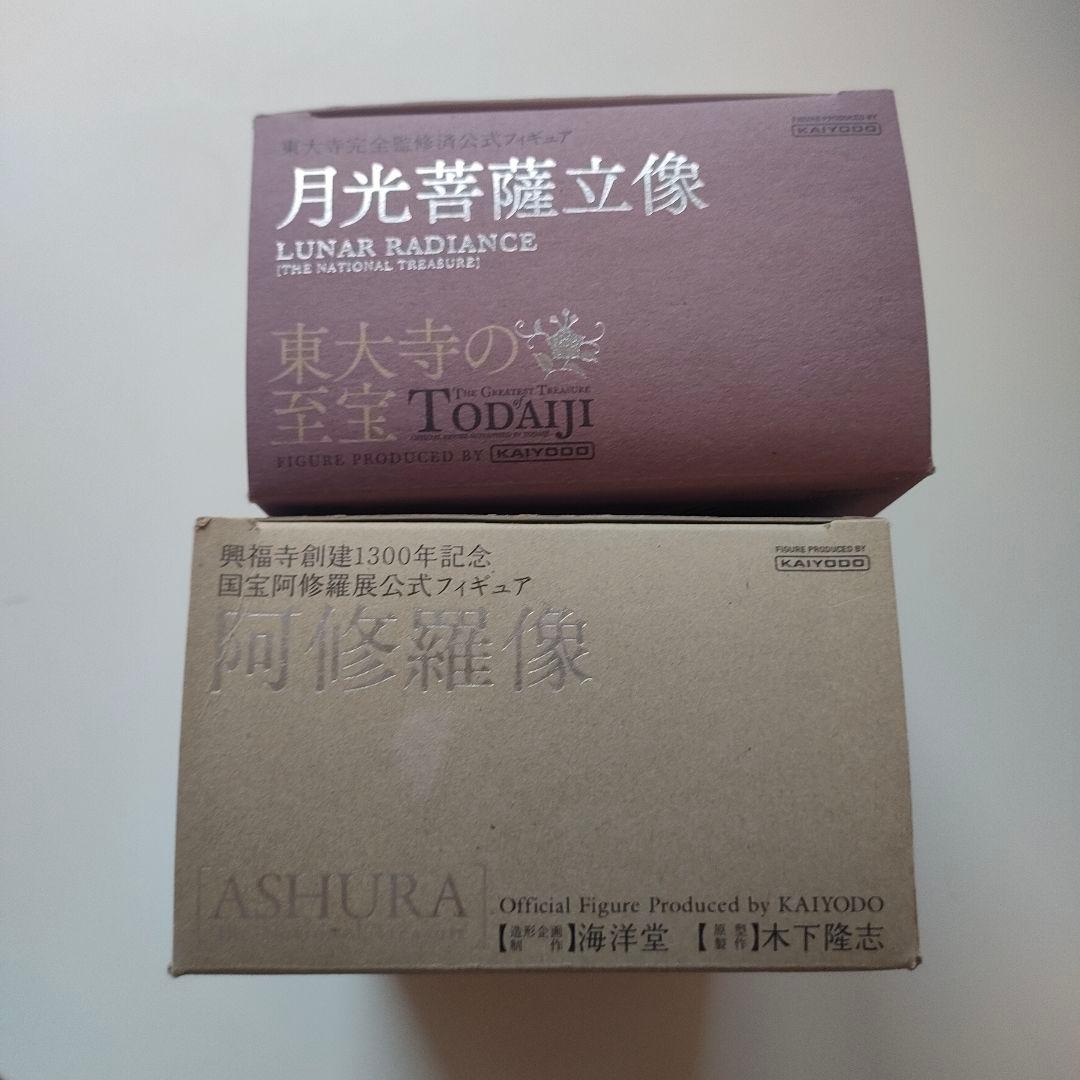 東大寺完全監修済公式フィギュア
FIGURE PRODUCED BY
KAIYODO
月光菩薩立像
LUNAR RADIANCE
[THE NATIONAL TREASURE]
東大寺の
至宝
THE GREATEST TREASURE
of
TODAIJI
FIGURE PRODUCED BY KAIYODO
興福寺創建1300年記念
国宝阿修羅展公式フィギュア
FIGURE PRODUCED BY
KAIYODO
阿修羅像
[ASHURA]
Official Figure Produced by KAIYODO
【造形企画制作】海洋堂 【原型製作】木下隆志